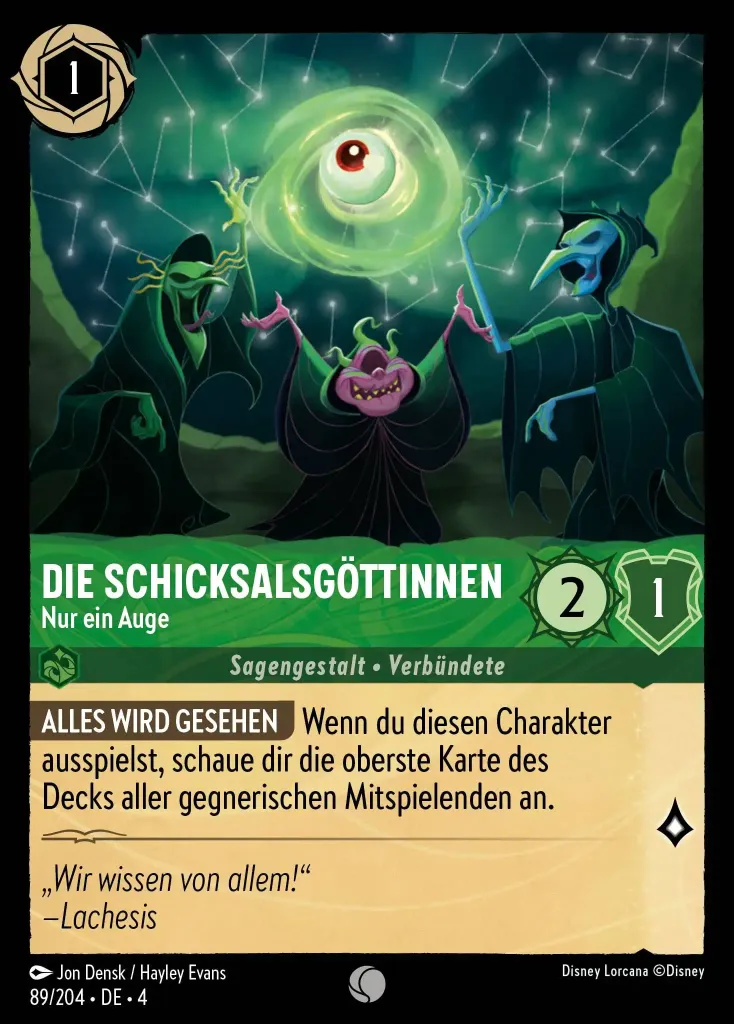 1
DIE SCHICKSALSGÖTTINNEN
Nur ein Auge
2
1
Sagengestalt • Verbündete
ALLES WIRD GESEHEN Wenn du diesen Charakter
ausspielst, schaue dir die oberste Karte des
Decks aller gegnerischen Mitspielenden an.
„Wir wissen von allem!“
–Lachesis
Jon Densk / Hayley Evans
Disney Lorcana ©Disney
89/204 • DE • 4